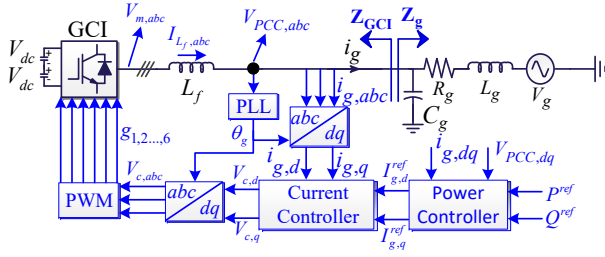 GCI
V_{m,abc}
I_{L_f,abc}
V_{PCC,abc}
Z_{GCI}
Z_g
V_{dc}
V_{dc}
L_f
i_g
i_{g,abc}
R_g
L_g
V_g
C_g
PLL
abc
dq
θ_g
g_{1,2...,6}
i_{g,d}
i_{g,q}
i_{g,dq}
V_{PCC,dq}
V_{c,abc}
PWM
abc
dq
V_{c,d}
V_{c,q}
Current
Controller
I_{g,d}^{ref}
I_{g,q}^{ref}
Power
Controller
P^{ref}
Q^{ref}